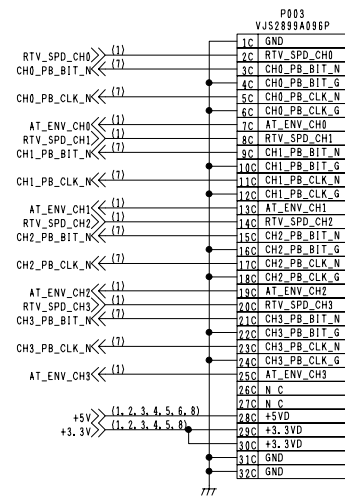 P003
VJS2899A096P
1C GND
RTV_SPD_CH0 (1) 2C RTV_SPD_CH0
CH0_PB_BIT_N (7) 3C CH0_PB_BIT_N
4C CH0_PB_BIT_G
CH0_PB_CLK_N (7) 5C CH0_PB_CLK_N
6C CH0_PB_CLK_G
AT_ENV_CH0 (1) 7C AT_ENV_CH0
RTV_SPD_CH1 (1) 8C RTV_SPD_CH1
CH1_PB_BIT_N (7) 9C CH1_PB_BIT_N
10C CH1_PB_BIT_G
CH1_PB_CLK_N (7) 11C CH1_PB_CLK_N
12C CH1_PB_CLK_G
AT_ENV_CH1 (1) 13C AT_ENV_CH1
RTV_SPD_CH2 (1) 14C RTV_SPD_CH2
CH2_PB_BIT_N (7) 15C CH2_PB_BIT_N
16C CH2_PB_BIT_G
CH2_PB_CLK_N (7) 17C CH2_PB_CLK_N
18C CH2_PB_CLK_G
AT_ENV_CH2 (1) 19C AT_ENV_CH2
RTV_SPD_CH3 (1) 20C RTV_SPD_CH3
CH3_PB_BIT_N (7) 21C CH3_PB_BIT_N
22C CH3_PB_BIT_G
CH3_PB_CLK_N (7) 23C CH3_PB_CLK_N
24C CH3_PB_CLK_G
AT_ENV_CH3 (1) 25C AT_ENV_CH3
26C N C
27C N C
+5V (1, 2, 3, 4, 5, 6, 8) 28C +5VD
+3.3V (1, 2, 3, 4, 5, 8) 29C +3.3VD
30C +3.3VD
31C GND
32C GND